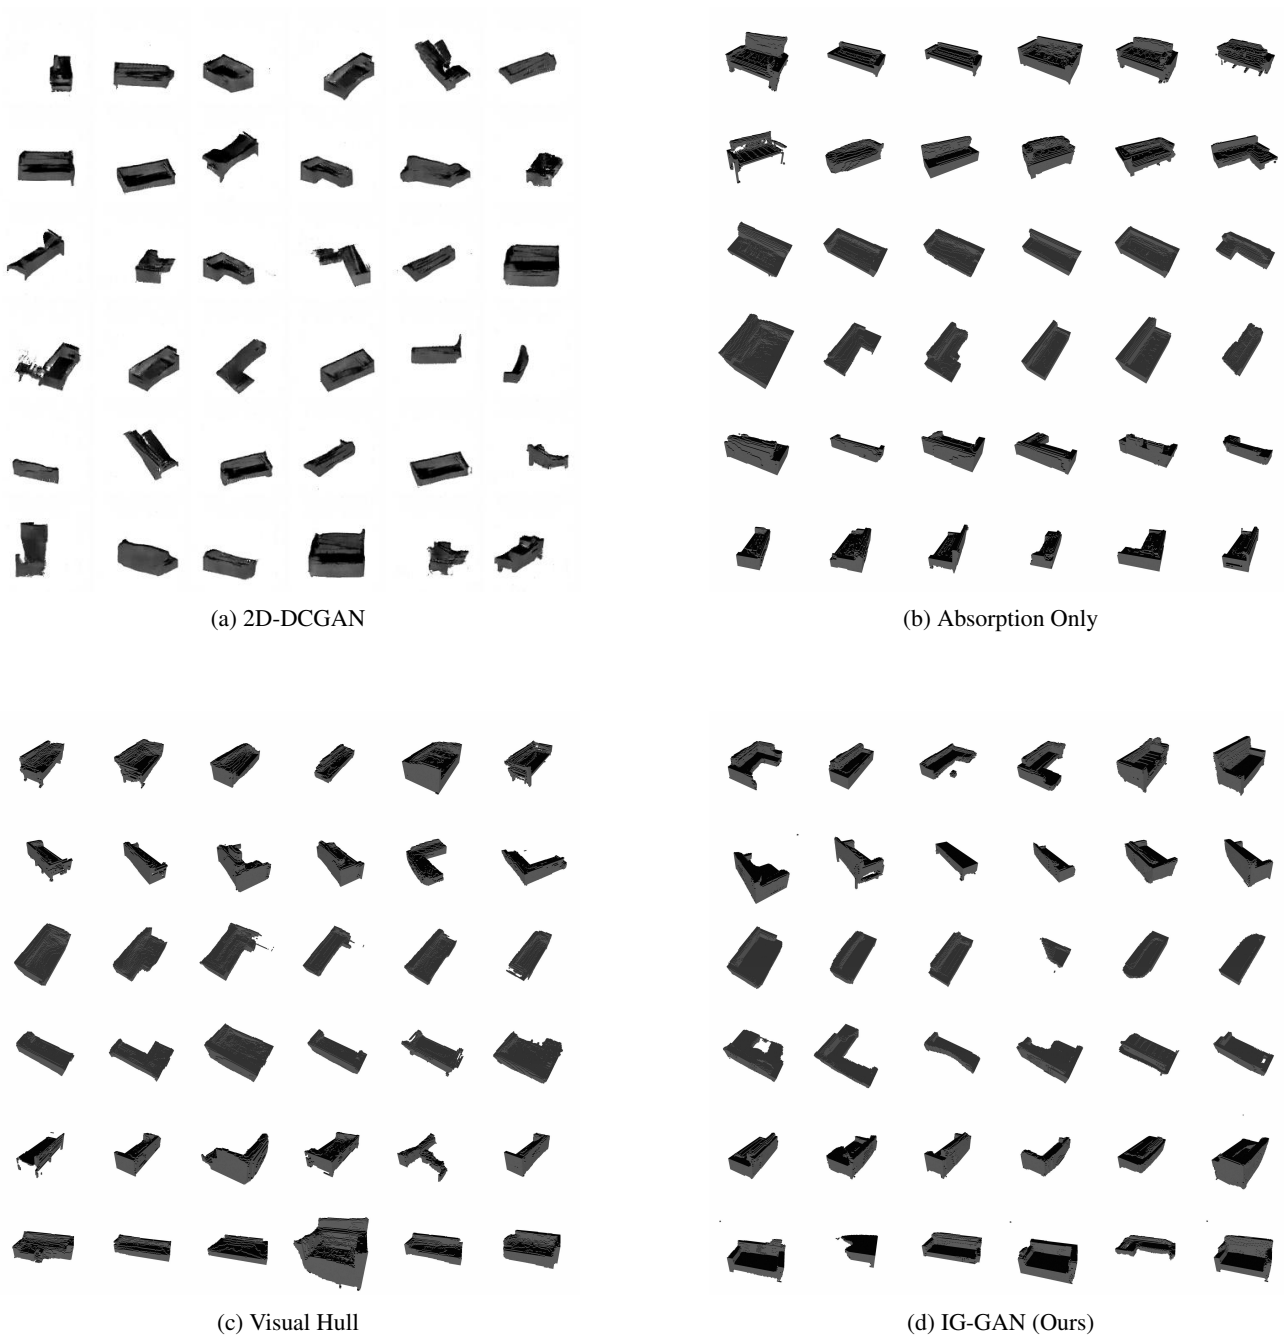 (a) 2D-DCGAN
(b) Absorption Only
(c) Visual Hull
(d) IG-GAN (Ours)